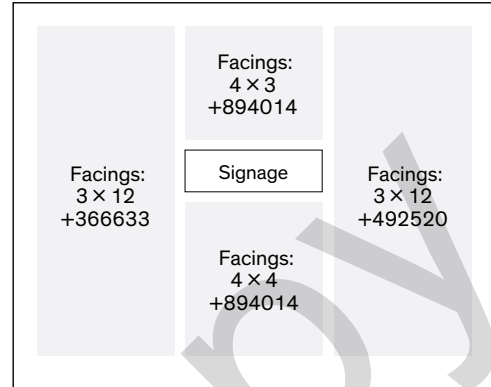 Facings:
4 × 3
+894014
Signage
Facings:
3 × 12
+366633
Facings:
3 × 12
+492520
Facings:
4 × 4
+894014